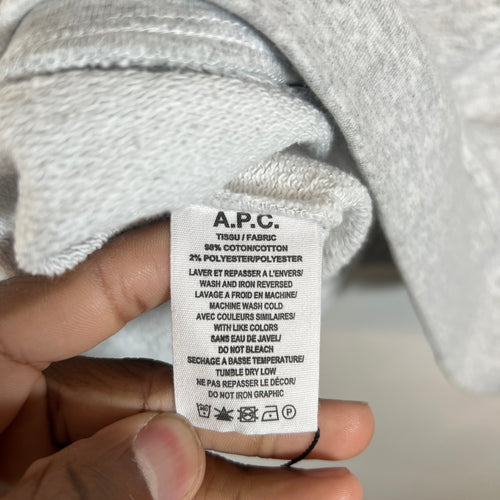 A.P.C.
TISSU / FABRIC
98% COTON/COTTON
2% POLYESTER/POLYESTER
LAVER ET REPASSER A L'ENVERS/
WASH AND IRON REVERSED
LAVAGE A FROID EN MACHINE/
MACHINE WASH COLD
AVEC COULEURS SIMILAIRES/
WITH LIKE COLORS
SANS EAU DE JAVEL/
DO NOT BLEACH
SECHAGE A BASSE TEMPERATURE/
TUMBLE DRY LOW
NE PAS REPASSER LE DÉCOR/
DO NOT IRON GRAPHIC